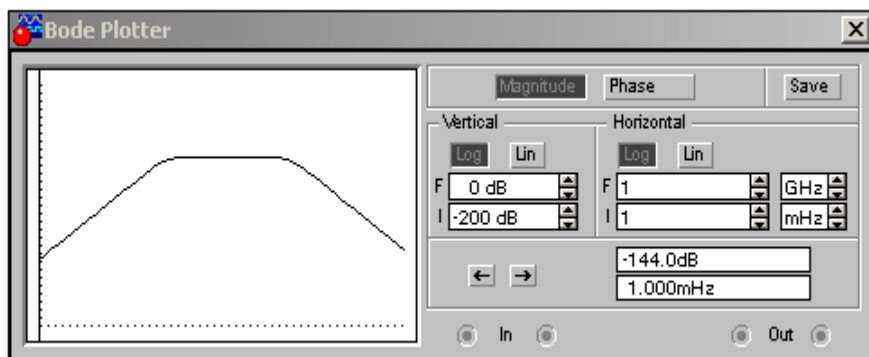 Bode Plotter
Magnitude Phase Save
Vertical Horizontal
Log Lin Log Lin
F 0 dB F 1 GHz
I -200 dB I 1 mHz
← → -144.0dB
1.000mHz
In Out